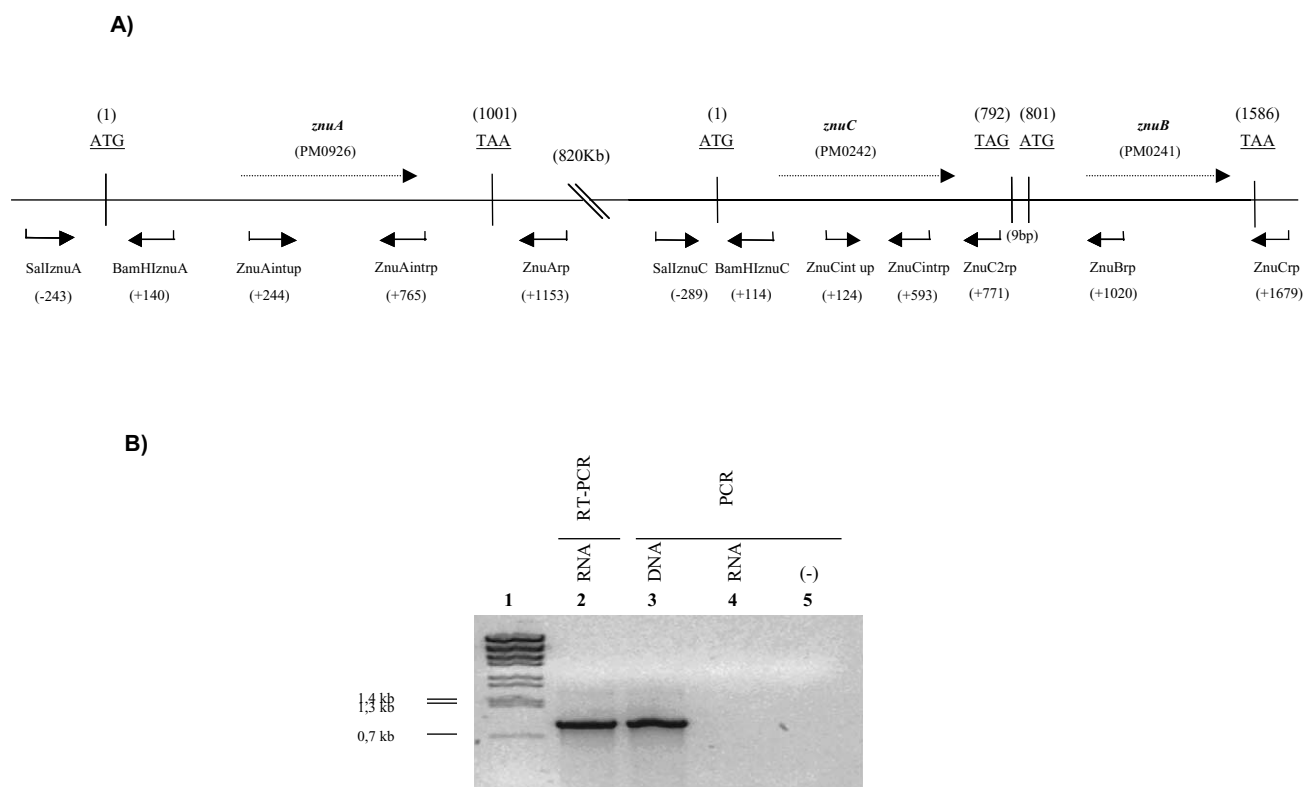 A)
(1)
ATG
znuA
(PM0926)
(1001)
TAA
(820Kb)
(1)
ATG
znuC
(PM0242)
(792)
TAG
(801)
ATG
znuB
(PM0241)
(1586)
TAA
(9bp)
SalIznuA
(-243)
BamHIznuA
(+140)
ZnuAintup
(+244)
ZnuAintrp
(+765)
ZnuArp
(+1153)
SalIznuC
(-289)
BamHIznuC
(+114)
ZnuCint up
(+124)
ZnuCintrp
(+593)
ZnuC2rp
(+771)
ZnuBrp
(+1020)
ZnuCrp
(+1679)
B)
RT-PCR
PCR
RNA
DNA
RNA
(-)
1 2 3 4 5
1,4 kb
1,3 kb
0,7 kb